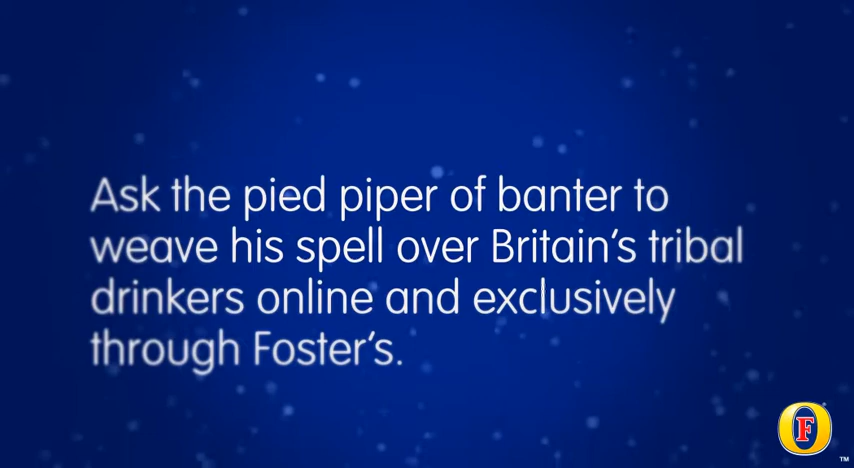 Ask the pied piper of banter to
weave his spell over Britain's tribal
drinkers online and exclusively
through Foster's.
F
TM